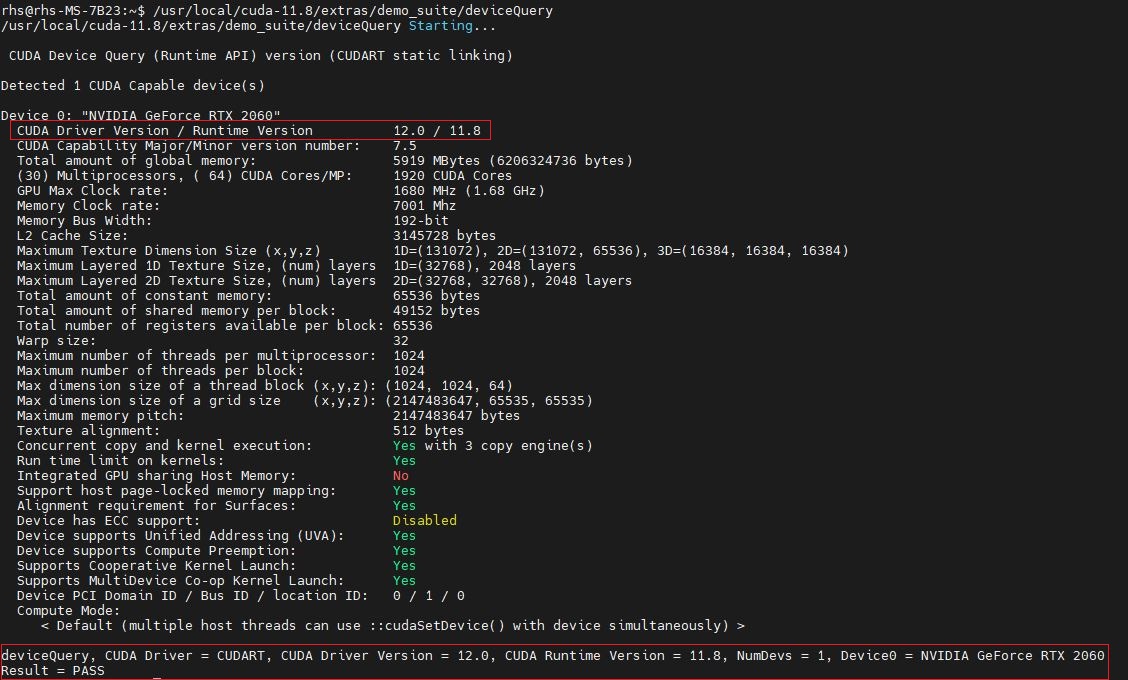 rhs@rhs-MS-7B23:~$ /usr/local/cuda-11.8/extras/demo_suite/deviceQuery
/usr/local/cuda-11.8/extras/demo_suite/deviceQuery Starting...
CUDA Device Query (Runtime API) version (CUDART static linking)
Detected 1 CUDA Capable device(s)
Device 0: "NVIDIA GeForce RTX 2060"
CUDA Driver Version / Runtime Version 12.0 / 11.8
CUDA Capability Major/Minor version number: 7.5
Total amount of global memory: 5919 MBytes (6206324736 bytes)
(30) Multiprocessors, ( 64) CUDA Cores/MP: 1920 CUDA Cores
GPU Max Clock rate: 1680 MHz (1.68 GHz)
Memory Clock rate: 7001 Mhz
Memory Bus Width: 192-bit
L2 Cache Size: 3145728 bytes
Maximum Texture Dimension Size (x,y,z) 1D=(131072), 2D=(131072, 65536), 3D=(16384, 16384, 16384)
Maximum Layered 1D Texture Size, (num) layers 1D=(32768), 2048 layers
Maximum Layered 2D Texture Size, (num) layers 2D=(32768, 32768), 2048 layers
Total amount of constant memory: 65536 bytes
Total amount of shared memory per block: 49152 bytes
Total number of registers available per block: 65536
Warp size: 32
Maximum number of threads per multiprocessor: 1024
Maximum number of threads per block: 1024
Max dimension size of a thread block (x,y,z): (1024, 1024, 64)
Max dimension size of a grid size (x,y,z): (2147483647, 65535, 65535)
Maximum memory pitch: 2147483647 bytes
Texture alignment: 512 bytes
Concurrent copy and kernel execution: Yes with 3 copy engine(s)
Run time limit on kernels: Yes
Integrated GPU sharing Host Memory: No
Support host page-locked memory mapping: Yes
Alignment requirement for Surfaces: Yes
Device has ECC support: Disabled
Device supports Unified Addressing (UVA): Yes
Device supports Compute Preemption: Yes
Supports Cooperative Kernel Launch: Yes
Supports MultiDevice Co-op Kernel Launch: Yes
Device PCI Domain ID / Bus ID / location ID: 0 / 1 / 0
Compute Mode:
< Default (multiple host threads can use ::cudaSetDevice() with device simultaneously) >
deviceQuery, CUDA Driver = CUDART, CUDA Driver Version = 12.0, CUDA Runtime Version = 11.8, NumDevs = 1, Device0 = NVIDIA GeForce RTX 2060
Result = PASS